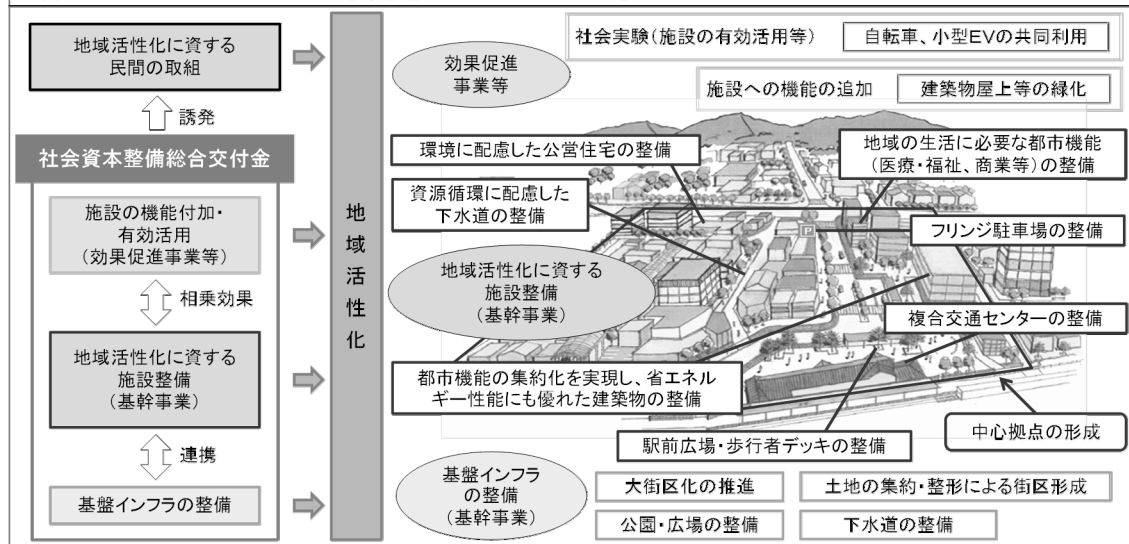 地域活性化に資する
民間の取組
誘発
社会資本整備総合交付金
施設の機能付加・
有効活用
(効果促進事業等)
相乗効果
地域活性化に資する
施設整備
(基幹事業)
連携
基盤インフラの整備
地域活性化
効果促進
事業等
社会実験(施設の有効活用等)
自転車、小型EVの共同利用
施設への機能の追加
建築物屋上等の緑化
環境に配慮した公営住宅の整備
地域の生活に必要な都市機能
(医療・福祉、商業等)の整備
資源循環に配慮した
下水道の整備
P
フリンジ駐車場の整備
地域活性化に資する
施設整備
(基幹事業)
複合交通センターの整備
都市機能の集約化を実現し、省エネル
ギー性能にも優れた建築物の整備
中心拠点の形成
駅前広場・歩行者デッキの整備
基盤インフラ
の整備
(基幹事業)
大街区化の推進
土地の集約・整形による街区形成
公園・広場の整備
下水道の整備